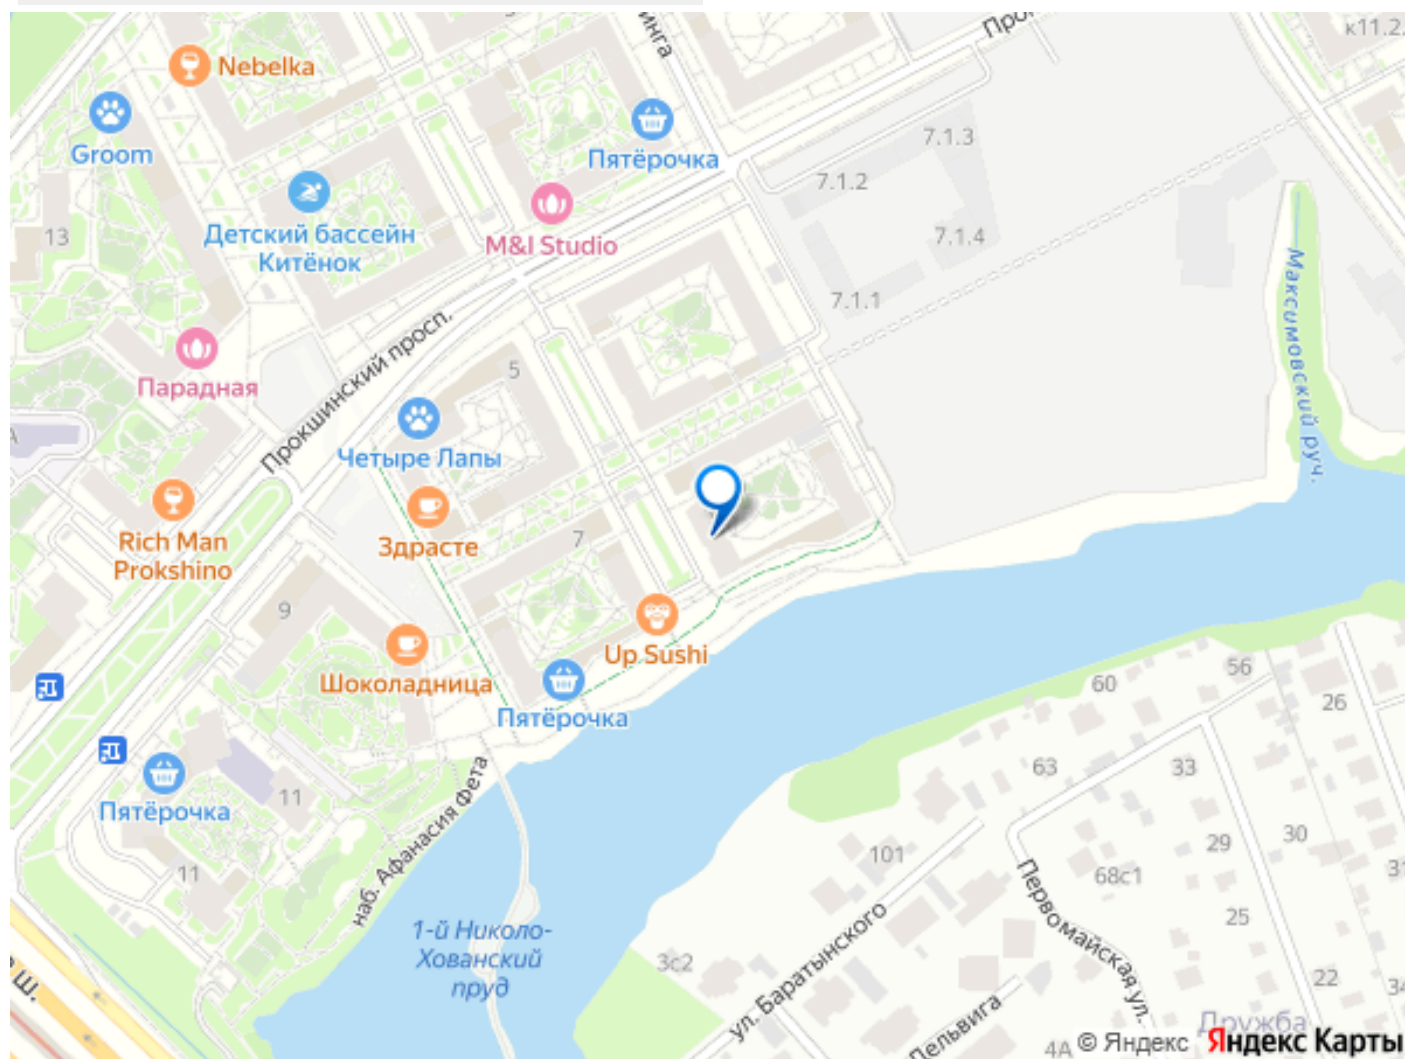 инга
к11.2.
Nebelka
Groom
Пятёрочка
7.1.3
7.1.2
13
Детский бассейн
Китёнок
M&I Studio
7.1.4
7.1.1
Максимовский руч.
Прокшинский просп.
Парадная
5
Четыре Лапы
Rich Man
Prokshino
Здрасте
7
9
Up Sushi
Шоколадница
Пятёрочка
56
60
26
63
33
Пятёрочка
11
11
наб. Афанасия Фета
101
29
30
68с1
Первомайская ул.
25
1-й Николо-
Хованский
пруд
3с2
ул. Баратынского
22
Дружба
4А
ш.
© Яндекс
Яндекс Карты